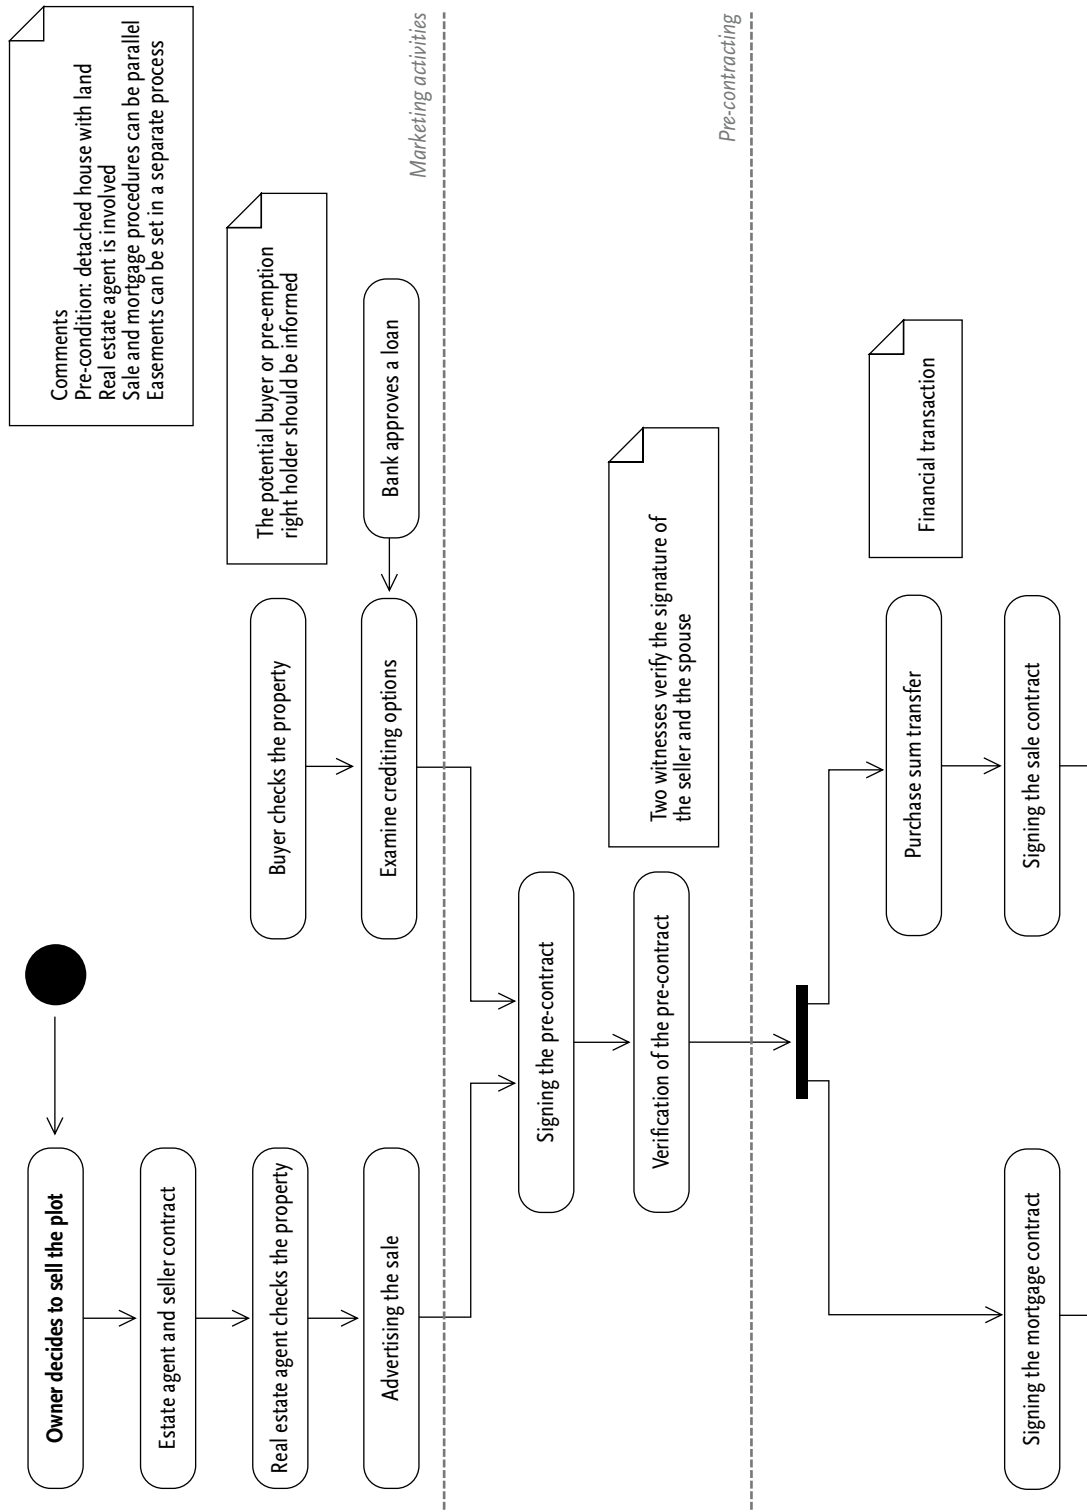 Comments
Pre-condition: detached house with land
Real estate agent is involved
Sale and mortgage procedures can be parallel
Easements can be set in a separate process
Owner decides to sell the plot
Estate agent and seller contract
Real estate agent checks the property
Advertising the sale
Buyer checks the property
Examine crediting options
The potential buyer or pre-emption
right holder should be informed
Bank approves a loan
Marketing activities
Signing the pre-contract
Verification of the pre-contract
Two witnesses verify the signature of
the seller and the spouse
Pre-contracting
Purchase sum transfer
Financial transaction
Signing the mortgage contract
Signing the sale contract